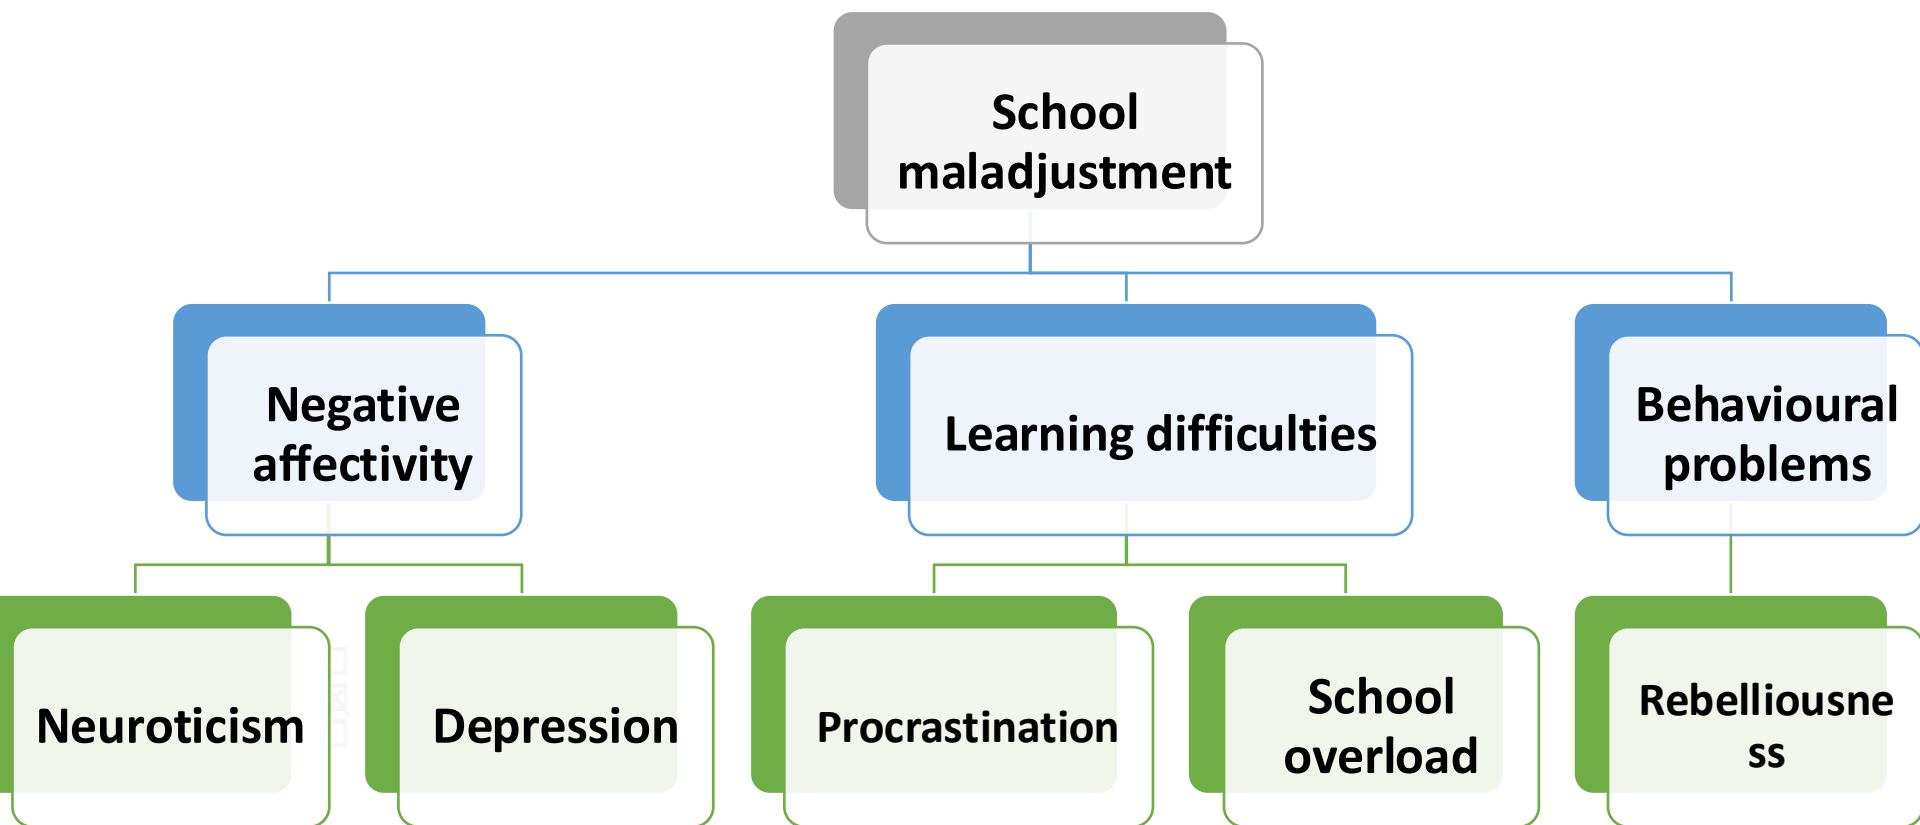 School
maladjustment
Negative
affectivity
Learning difficulties
Behavioural
problems
Neuroticism
Depression
Procrastination
School
overload
Rebelliousne
ss